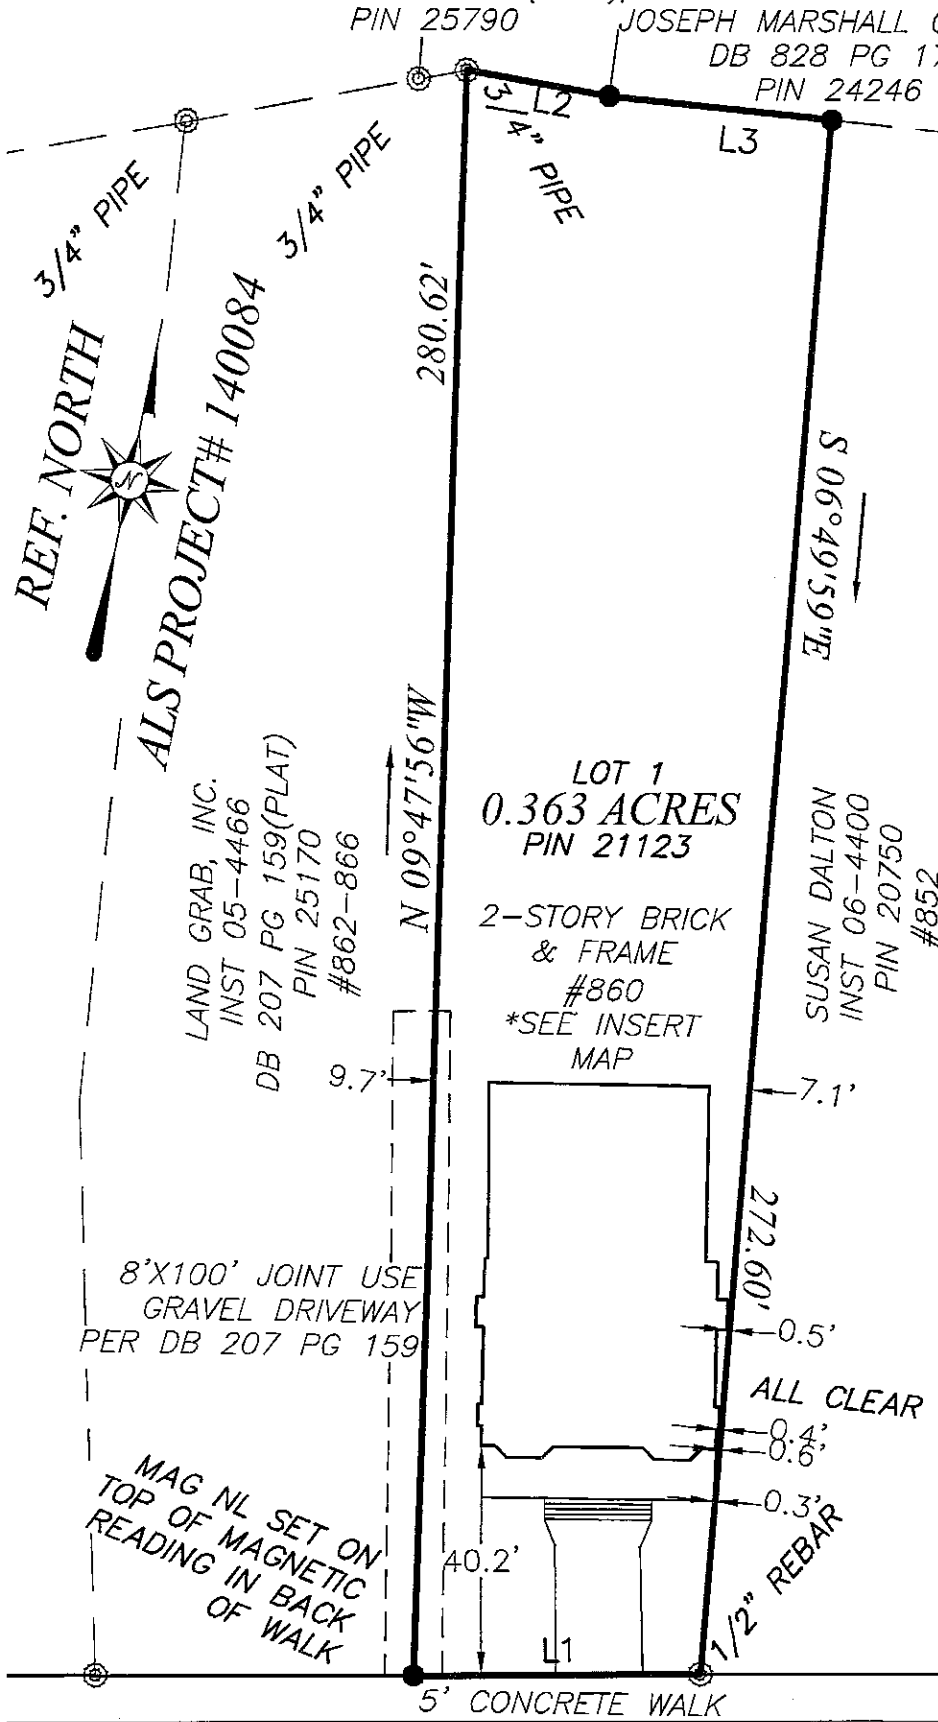 PIN 25790
JOSEPH MARSHALL
DB 828 PG 17
PIN 24246
L2
L3
3/4" PIPE
3/4" PIPE
3/4" PIPE
280.62'
REF. NORTH
N
ALS PROJECT# 140084
S 06°49'59"E
N 09°47'56"W
LAND GRAB, INC.
INST 05-4466
DB 207 PG 159(PLAT)
PIN 25170
#862-866
LOT 1
0.363 ACRES
PIN 21123
2-STORY BRICK
& FRAME
#860
*SEE INSERT
MAP
SUSAN DALTON
INST 06-4400
PIN 20750
#852
9.7'
7.1'
272.60'
8'X100' JOINT USE
GRAVEL DRIVEWAY
PER DB 207 PG 159
0.5'
ALL CLEAR
0.4'
0.6'
0.3'
MAG NL SET ON
TOP OF MAGNETIC
READING IN BACK
OF WALK
40.2'
1/2" REBAR
L1
5' CONCRETE WALK